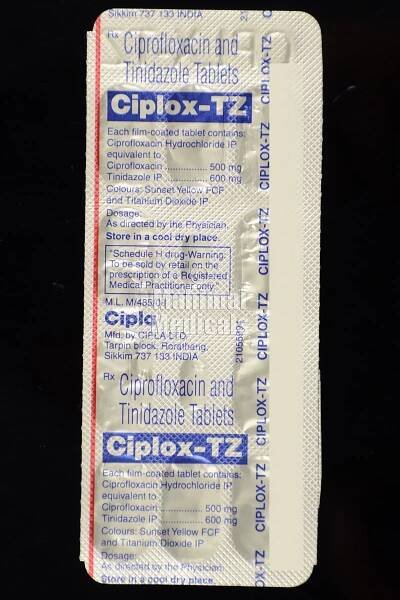 Sikkim 737 133 INDIA
Rx Ciprofloxacin and
Tinidazole Tablets
Ciplox-TZ
Each film-coated tablet contains:
Ciprofloxacin Hydrochloride IP
equivalent to
Ciprofloxacin .............. 500 mg
Tinidazole IP ................ 600 mg
Colours: Sunset Yellow FCF
and Titanium Dioxide IP
Dosage:
As directed by the Physician.
Store in a cool dry place.
"Schedule H drug-Warning:
To be sold by retail on the
prescription of a Registered
Medical Practitioner only."
Cipla
Mfd. by CIPLA LTD.
Tarpin block, Rorathang,
Sikkim 737 133 INDIA
Rx Ciprofloxacin and
Tinidazole Tablets
Ciplox-TZ
Each film-coated tablet contains:
Ciprofloxacin Hydrochloride IP
equivalent to
Ciprofloxacin .............. 500 mg
Tinidazole IP ................ 600 mg
Colours: Sunset Yellow FCF
and Titanium Dioxide IP
Dosage:
As directed by the Physician.
Store in a cool dry place.
CIPLOX-TZ
CIPLOX-TZ
CIPLOX-TZ
CIPLOX-TZ
CIPLOX-TZ